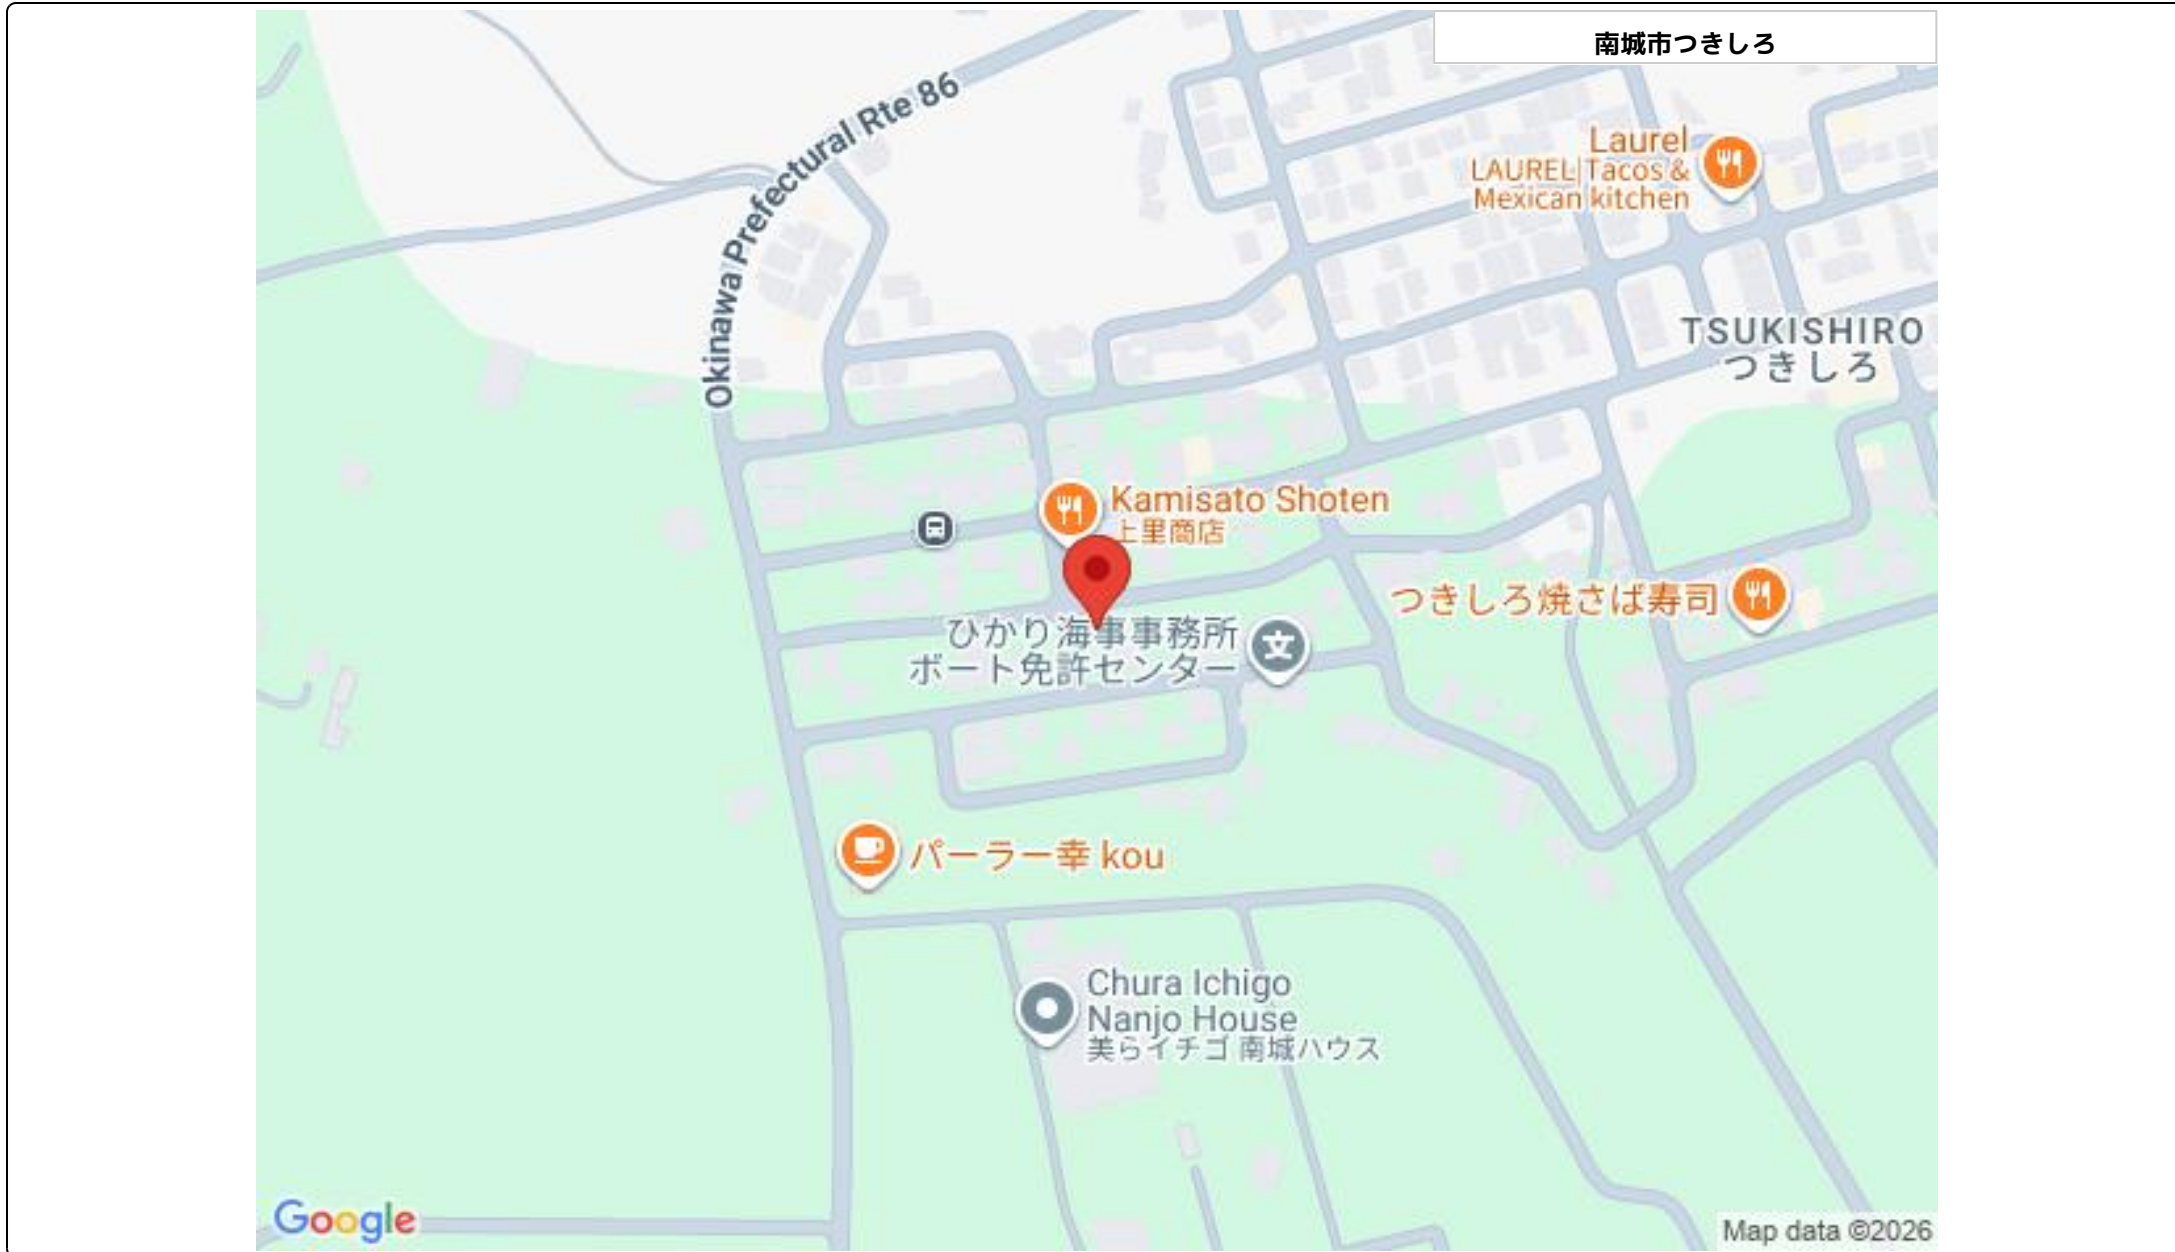 南城市つきしろ
Okinawa Prefectural Rte 86
Laurel
LAUREL|Tacos &
Mexican kitchen
TSUKISHIRO
つきしろ
Kamisato Shoten
上里商店
つきしろ焼さば寿司
ひかり海事事務所
ボート免許センター
パーラー幸 kou
Chura Ichigo
Nanjo House
美らイチゴ 南城ハウス
Google
Map data ©2026